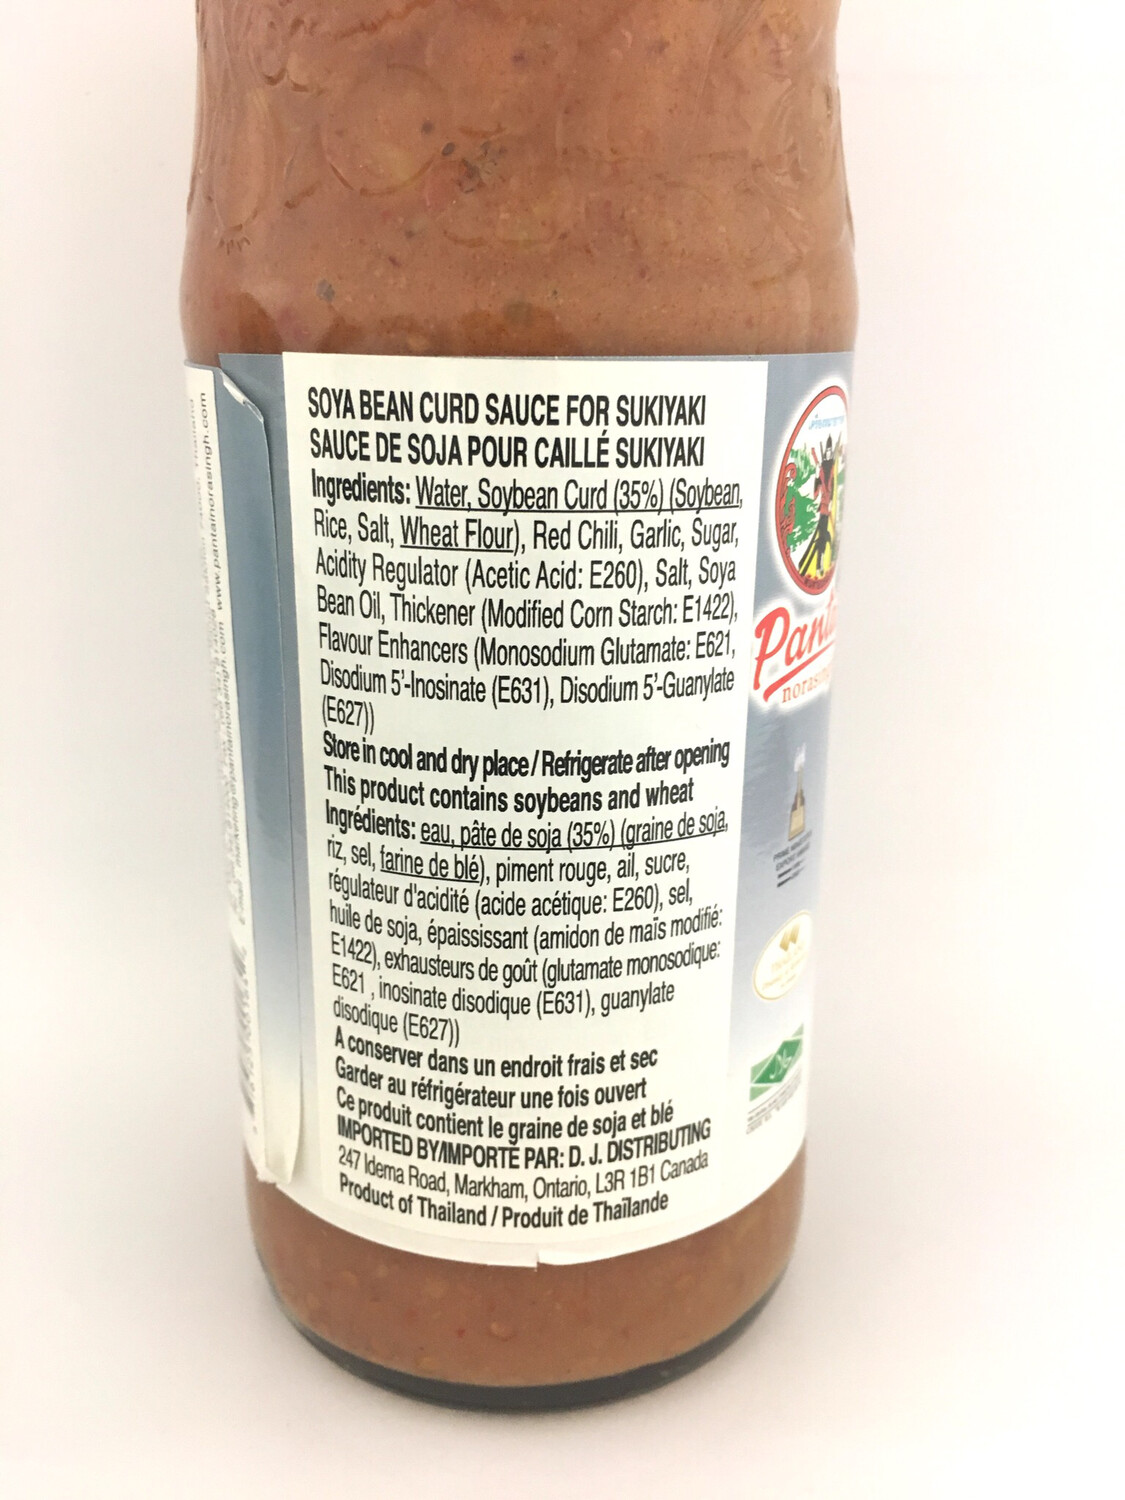 SOYA BEAN CURD SAUCE FOR SUKIYAKI
SAUCE DE SOJA POUR CAILLÉ SUKIYAKI
Ingredients: Water, Soybean Curd (35%) (Soybean,
Rice, Salt, Wheat Flour), Red Chili, Garlic, Sugar,
Acidity Regulator (Acetic Acid: E260), Salt, Soya
Bean Oil, Thickener (Modified Corn Starch: E1422),
Flavour Enhancers (Monosodium Glutamate: E621,
Disodium 5'-Inosinate (E631), Disodium 5'-Guanylate
(E627))
Store in cool and dry place / Refrigerate after opening
This product contains soybeans and wheat
Ingrédients: eau, pâte de soja (35%) (graine de soja,
riz, sel, farine de blé), piment rouge, ail, sucre,
régulateur d'acidité (acide acétique: E260), sel,
huile de soja, épaississant (amidon de maïs modifié:
E1422), exhausteurs de goût (glutamate monosodique:
E621 , inosinate disodique (E631), guanylate
disodique (E627))
A conserver dans un endroit frais et sec
Garder au réfrigérateur une fois ouvert
Ce produit contient le graine de soja et blé
IMPORTED BY/IMPORTÉ PAR: D. J. DISTRIBUTING
247 Idema Road, Markham, Ontario, L3R 1B1 Canada
Product of Thailand / Produit de Thaïlande
www.pantainorasingh.com